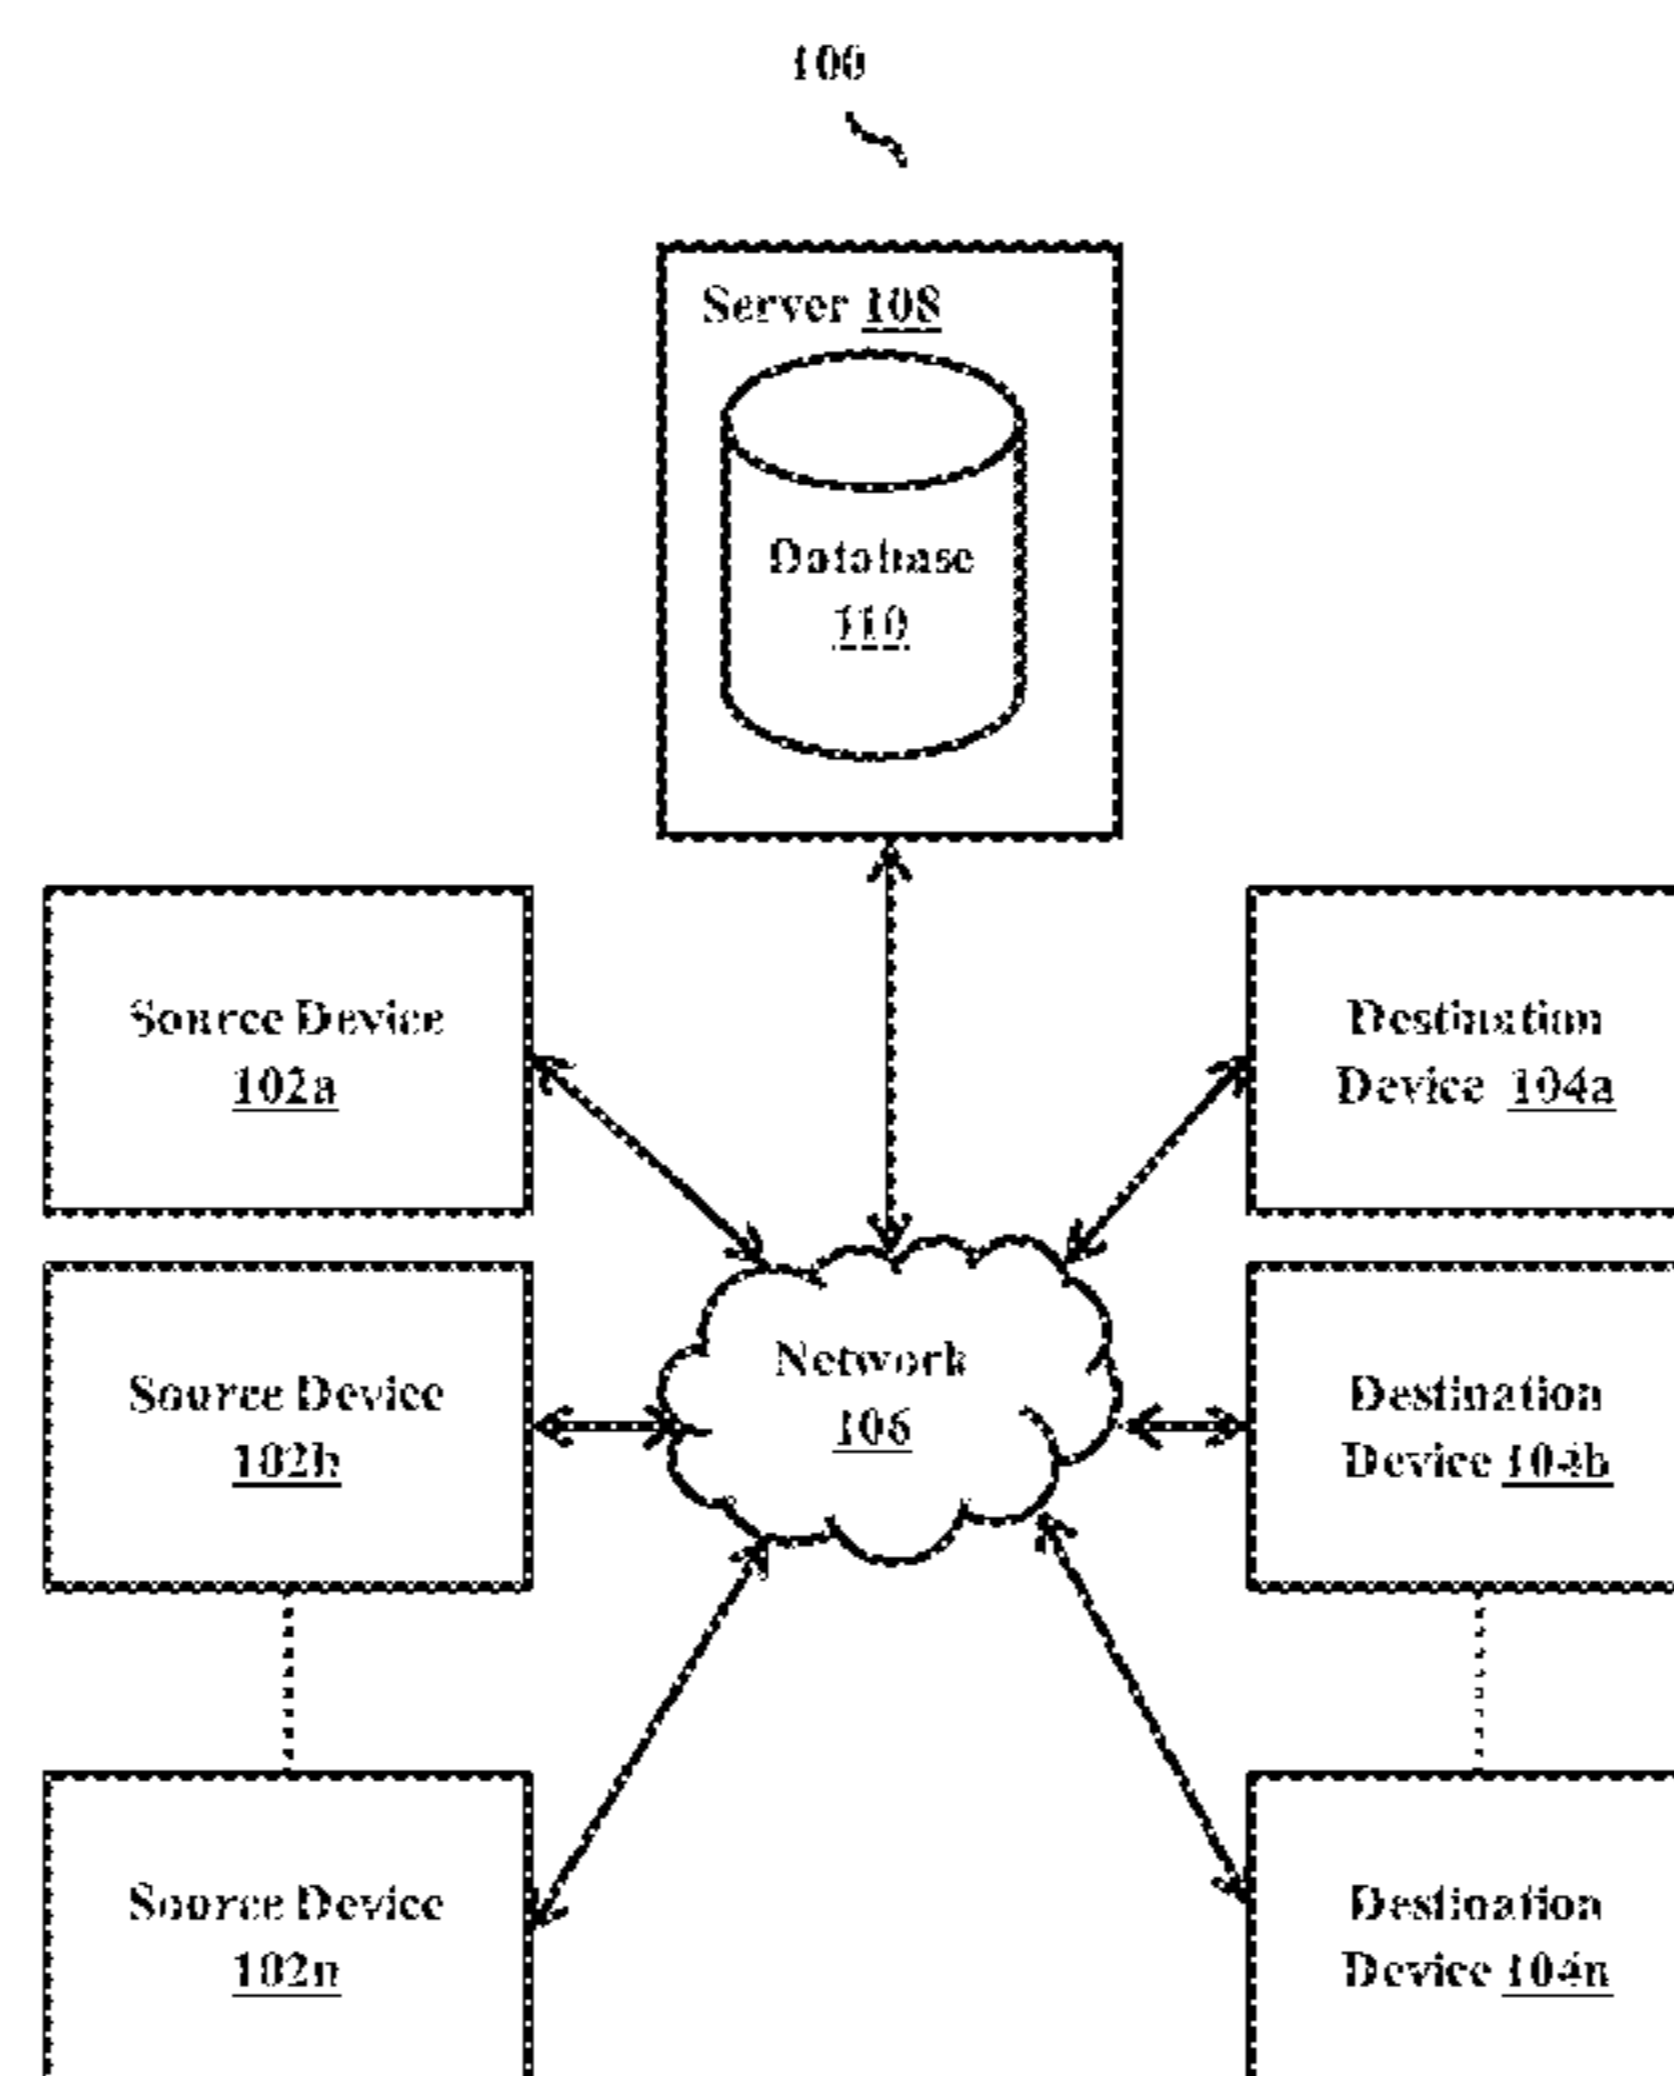 100
Server 108
Database
110
Source Device
102a
Destination
Device 104a
Network
106
Source Device
102b
Destination
Device 104b
Source Device
102n
Destination
Device 104n